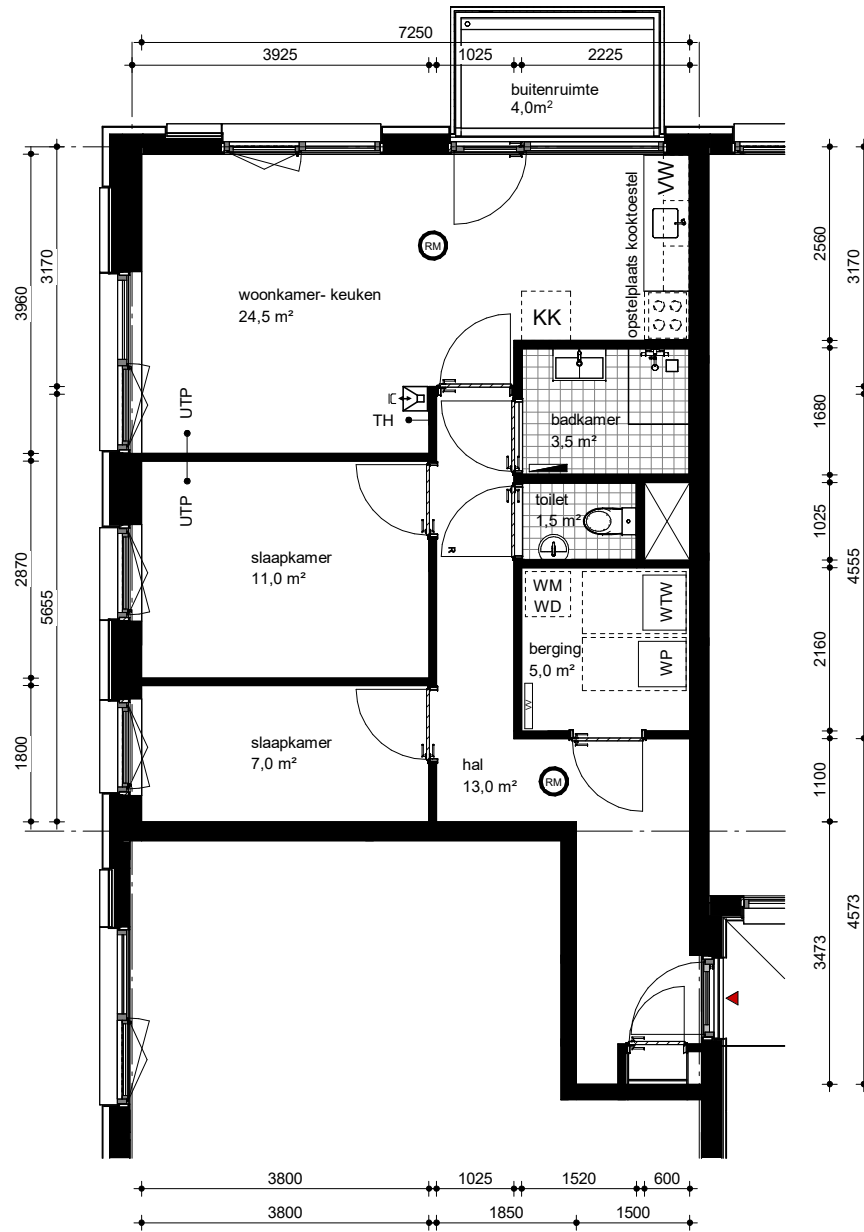 7250
3925 1025 2225
buitenruimte
4,0m²
3960
3170
2870
5655
1800
woonkamer- keuken
24,5 m²
RM
opstelplaats kooktoestel
VW
KK
UTP
UTP
TH
badkamer
3,5 m²
toilet
1,5 m²
R
slaapkamer
11,0 m²
WM
WD
WTW
berging
5,0 m²
WP
W
slaapkamer
7,0 m²
hal
13,0 m²
RM
2560
3170
1680
1025
4555
2160
1100
3473
4573
3800 1025 1520 600
3800 1850 1500